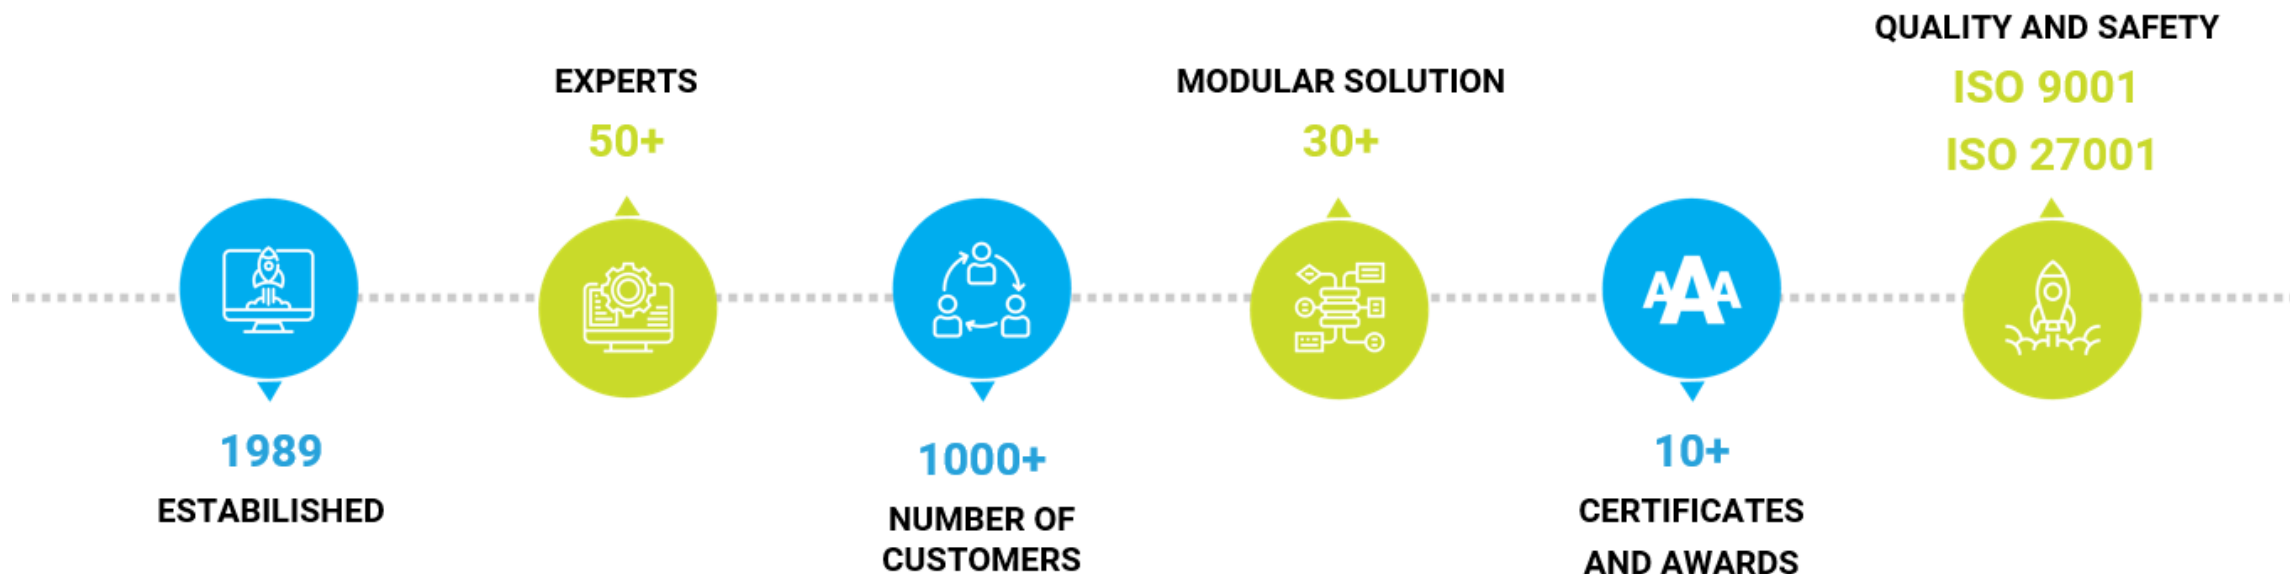 1989
ESTABILISHED
EXPERTS
50+
1000+
NUMBER OF
CUSTOMERS
MODULAR SOLUTION
30+
AAA
10+
CERTIFICATES
AND AWARDS
QUALITY AND SAFETY
ISO 9001
ISO 27001